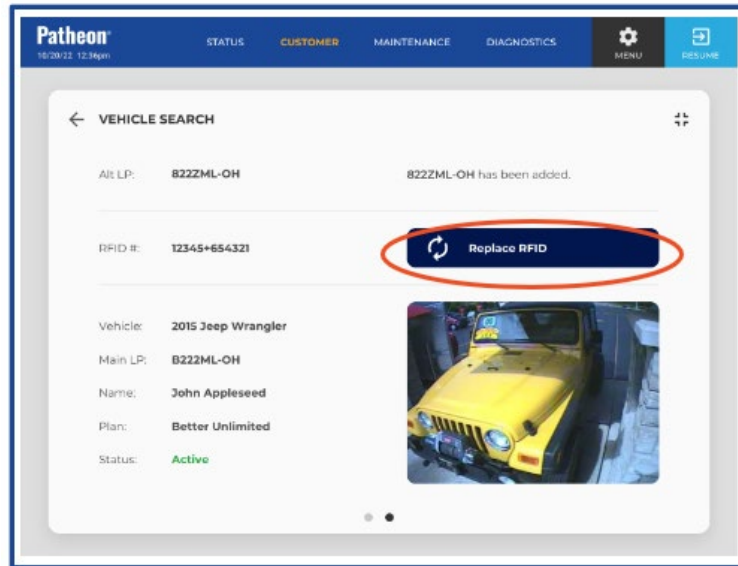 Patheon
10/20/22 12:36pm
STATUS
CUSTOMER
MAINTENANCE
DIAGNOSTICS
MENU
RESUME
VEHICLE SEARCH
Alt LP: 822ZML-OH
822ZML-OH has been added.
RFID #: 12345+654321
Replace RFID
Vehicle: 2015 Jeep Wrangler
Main LP: B222ML-OH
Name: John Appleseed
Plan: Better Unlimited
Status: Active